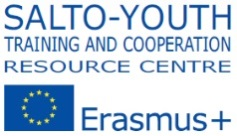 SALTO-YOUTH
TRAINING AND COOPERATION
RESOURCE CENTRE
Erasmus+